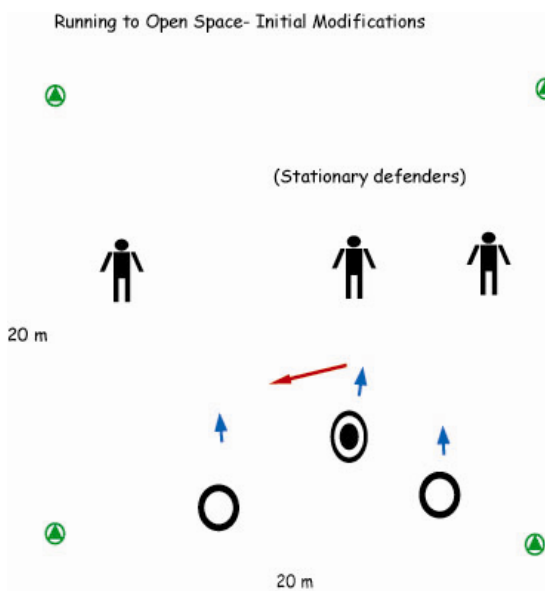 Running to Open Space- Initial Modifications
(Stationary defenders)
20 m
20 m